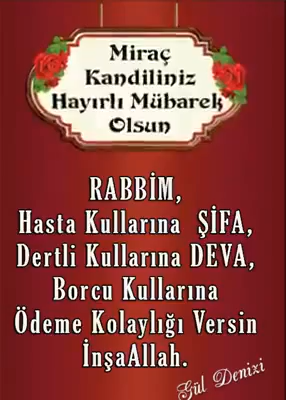 Miraç
Kandiliniz
Hayırlı Mübarek
Olsun
RABBİM,
Hasta Kullarına ŞİFA,
Dertli Kullarına DEVA,
Borcu Kullarına
Ödeme Kolaylığı Versin
İnşaAllah.
Gül Denizi